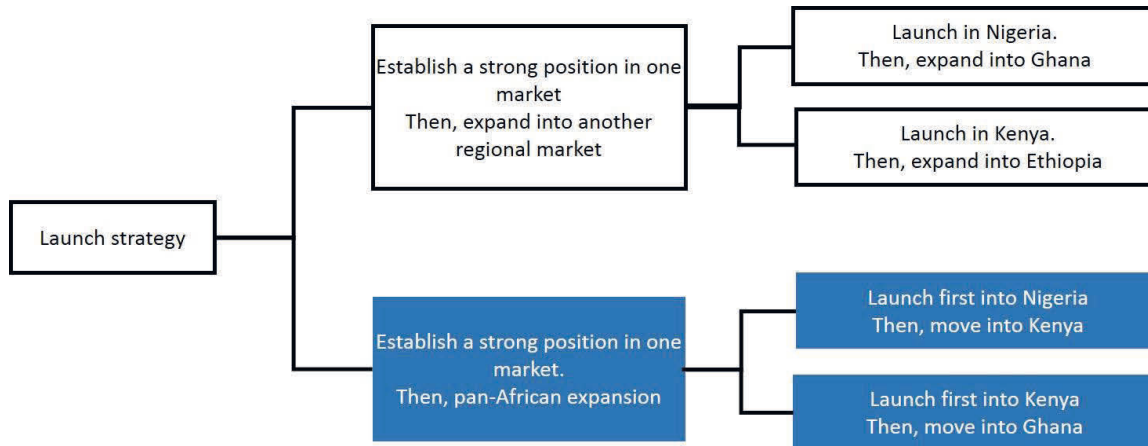 Launch strategy
Establish a strong position in one
market
Then, expand into another
regional market
Launch in Nigeria.
Then, expand into Ghana
Launch in Kenya.
Then, expand into Ethiopia
Establish a strong position in one
market.
Then, pan-African expansion
Launch first into Nigeria
Then, move into Kenya
Launch first into Kenya
Then, move into Ghana